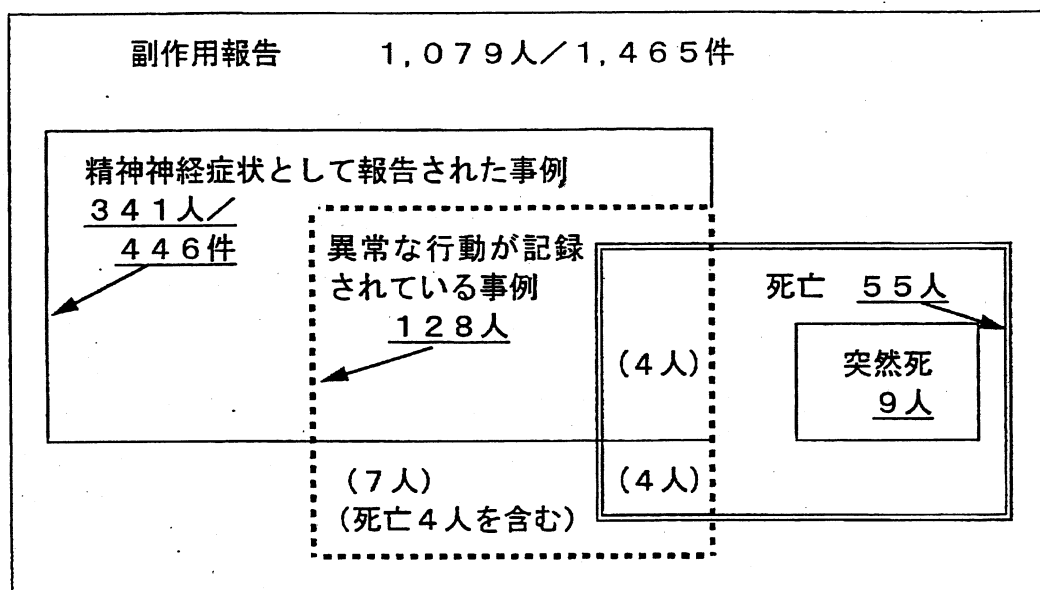 副作用報告　　１，０７９人／１，４６５件
精神神経症状として報告された事例
３４１人／
４４６件
異常な行動が記録
されている事例
１２８人
死亡　５５人
（４人）
突然死
９人
（７人）
（死亡４人を含む）
（４人）